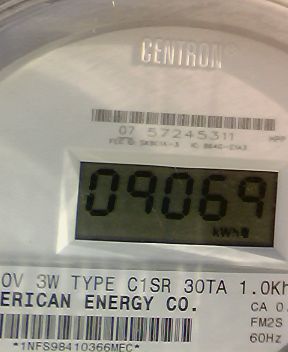 CENTRON®
07 57245311
09069
kWh
0V 3W TYPE C1SR 30TA 1.0Kh
ERICAN ENERGY CO.
CA 0.
FM2S
60Hz
*1NFS98410366MEC*